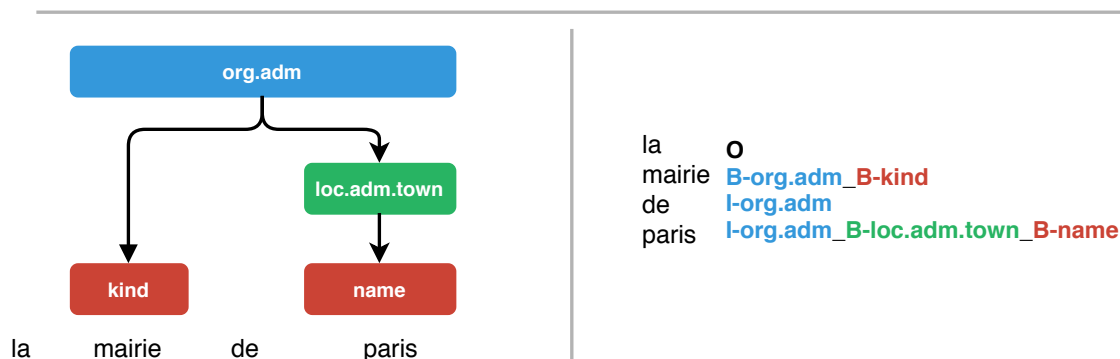 org.adm
loc.adm.town
kind name
la mairie de paris
la O
mairie B-org.adm_B-kind
de I-org.adm
paris I-org.adm_B-loc.adm.town_B-name